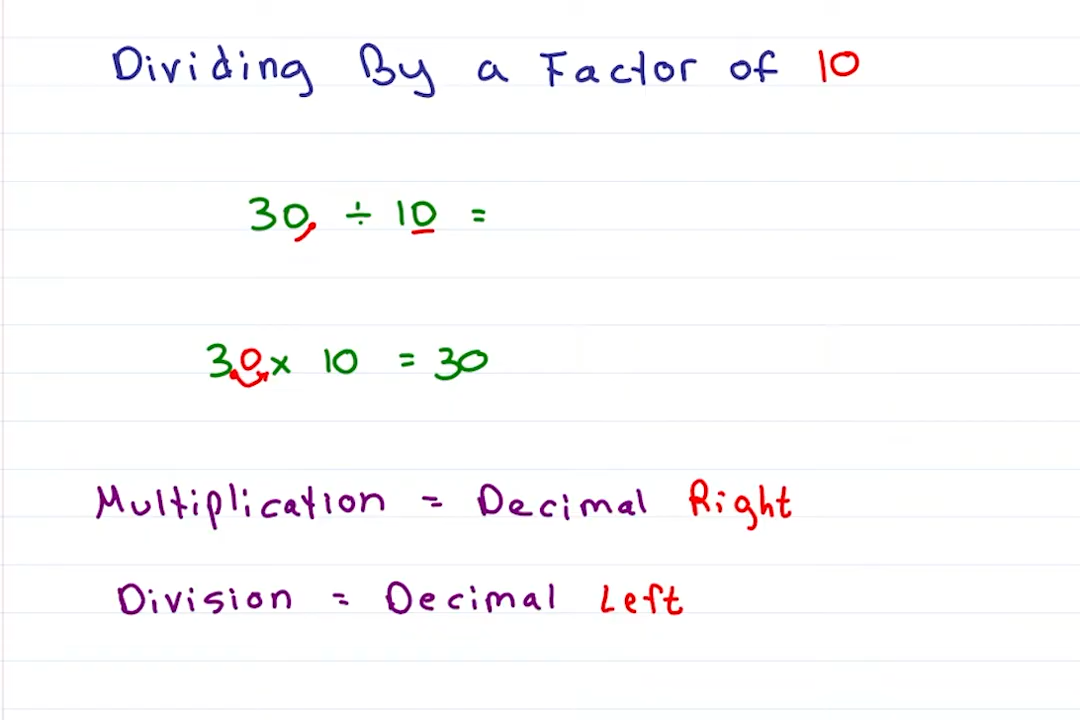 Dividing By a Factor of 10
30. ÷ 10 =
3.0 × 10 = 30
Multiplication = Decimal Right
Division = Decimal Left